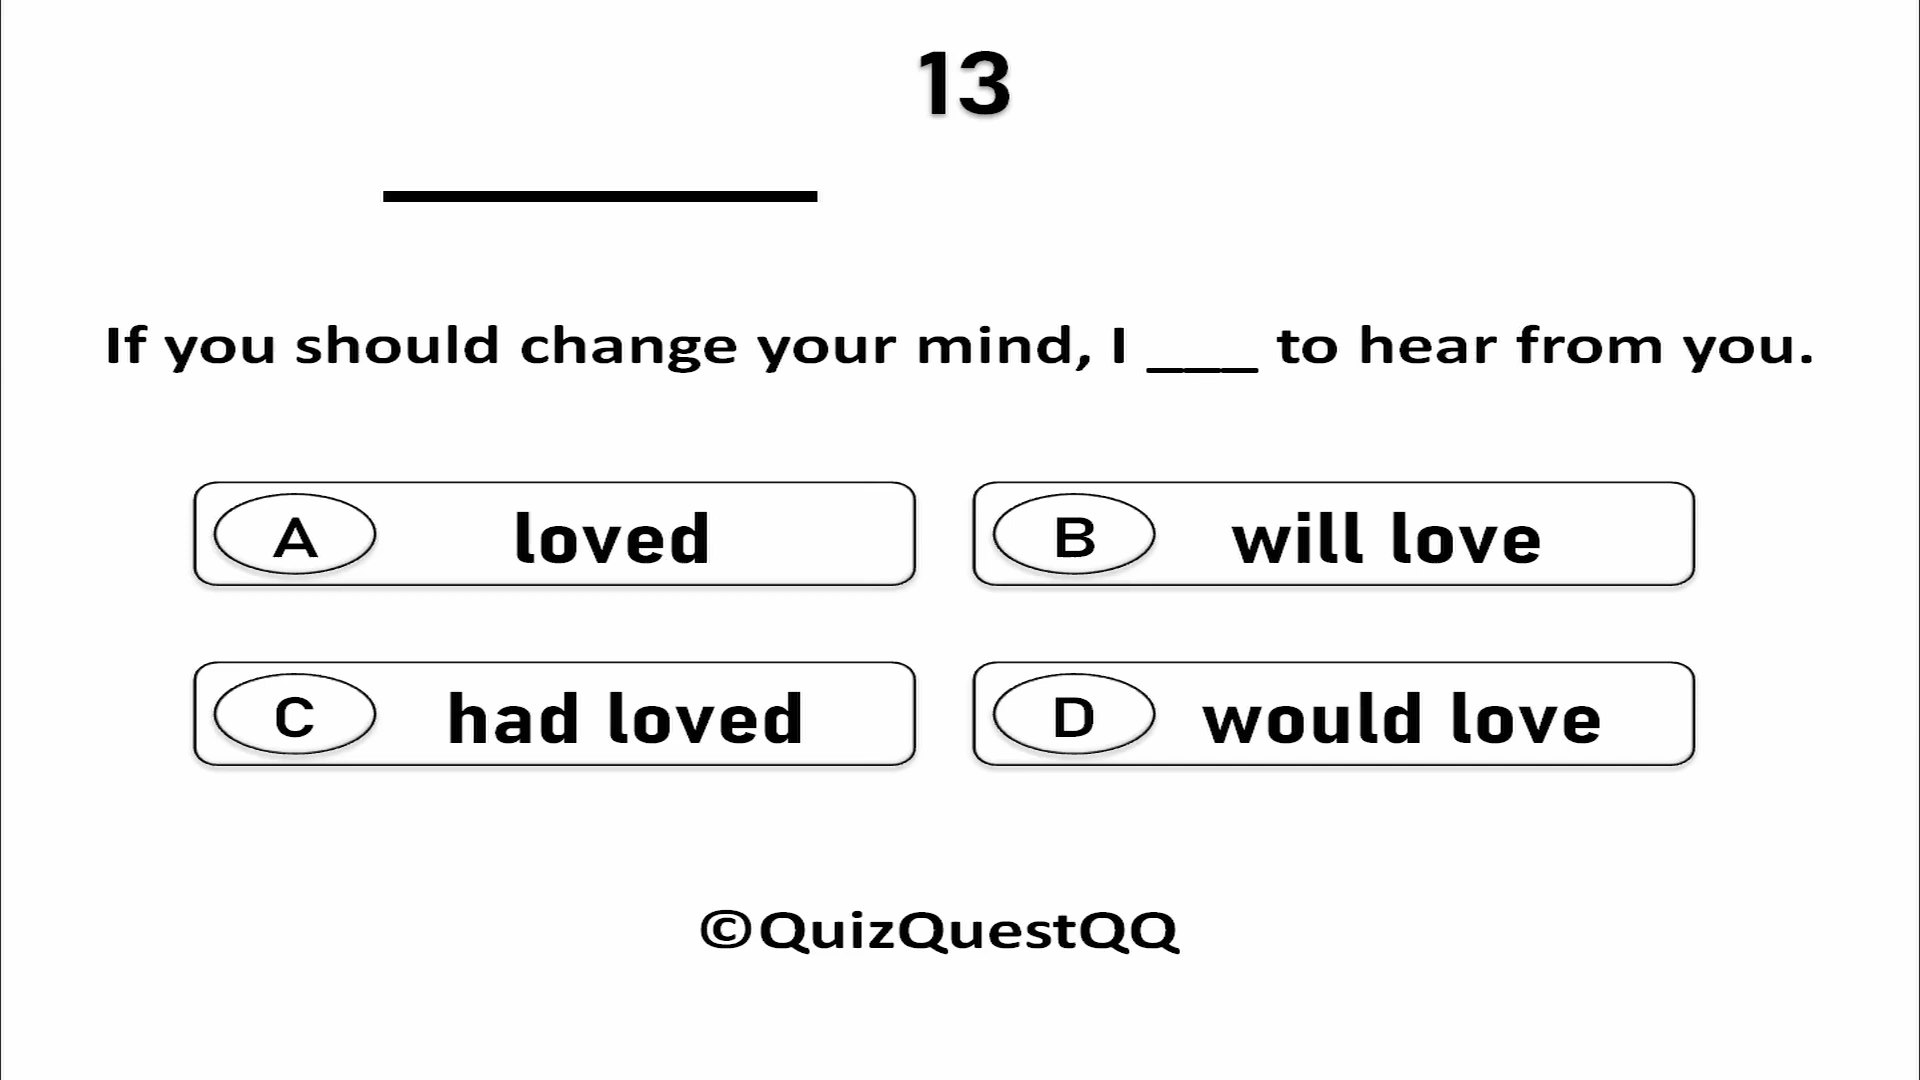 13
If you should change your mind, I ___ to hear from you.
A loved
B will love
C had loved
D would love
©QuizQuestQQ